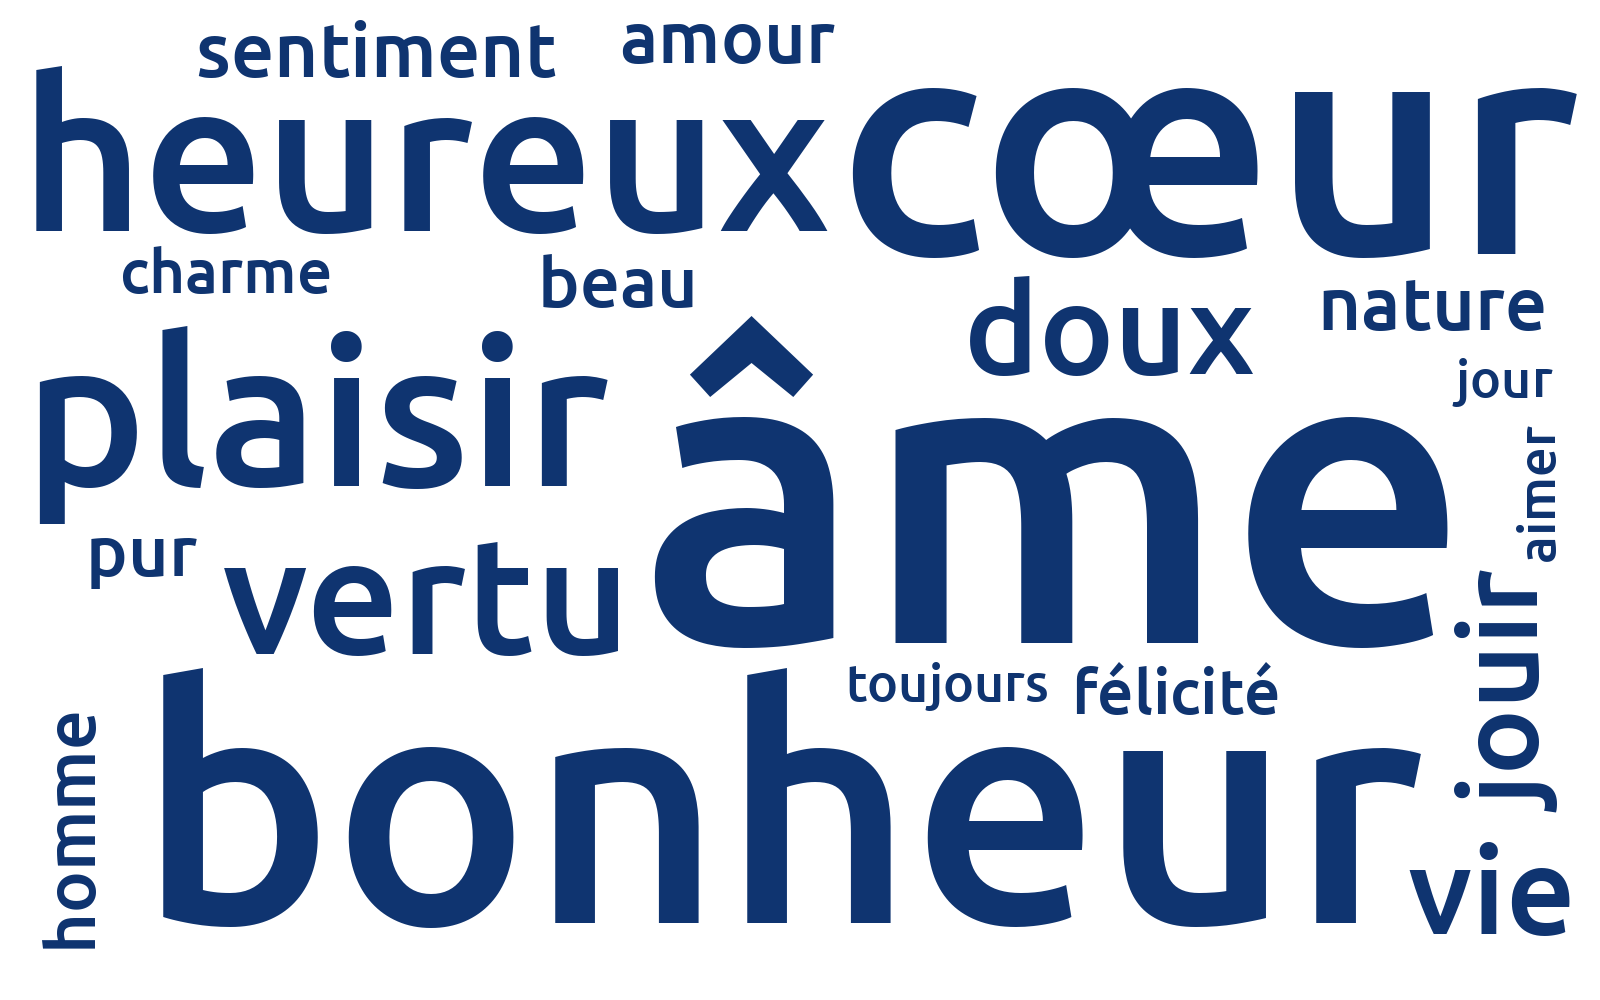 sentiment
amour
heureux
cœur
charme
beau
doux
nature
plaisir
âme
jour
aimer
pur
vertu
jouir
toujours
félicité
homme
bonheur
vie